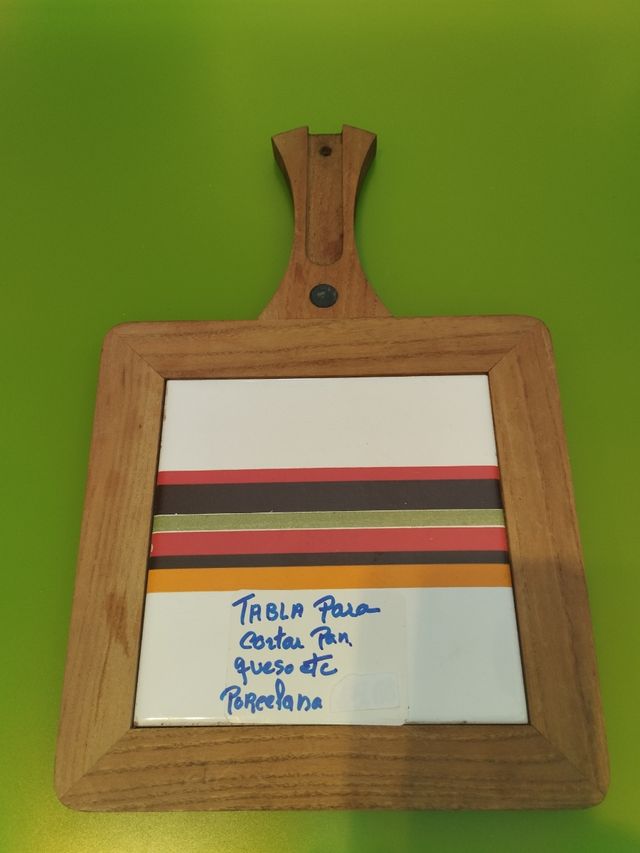 TABLA Para
cortar Pan,
queso etc
Porcelana